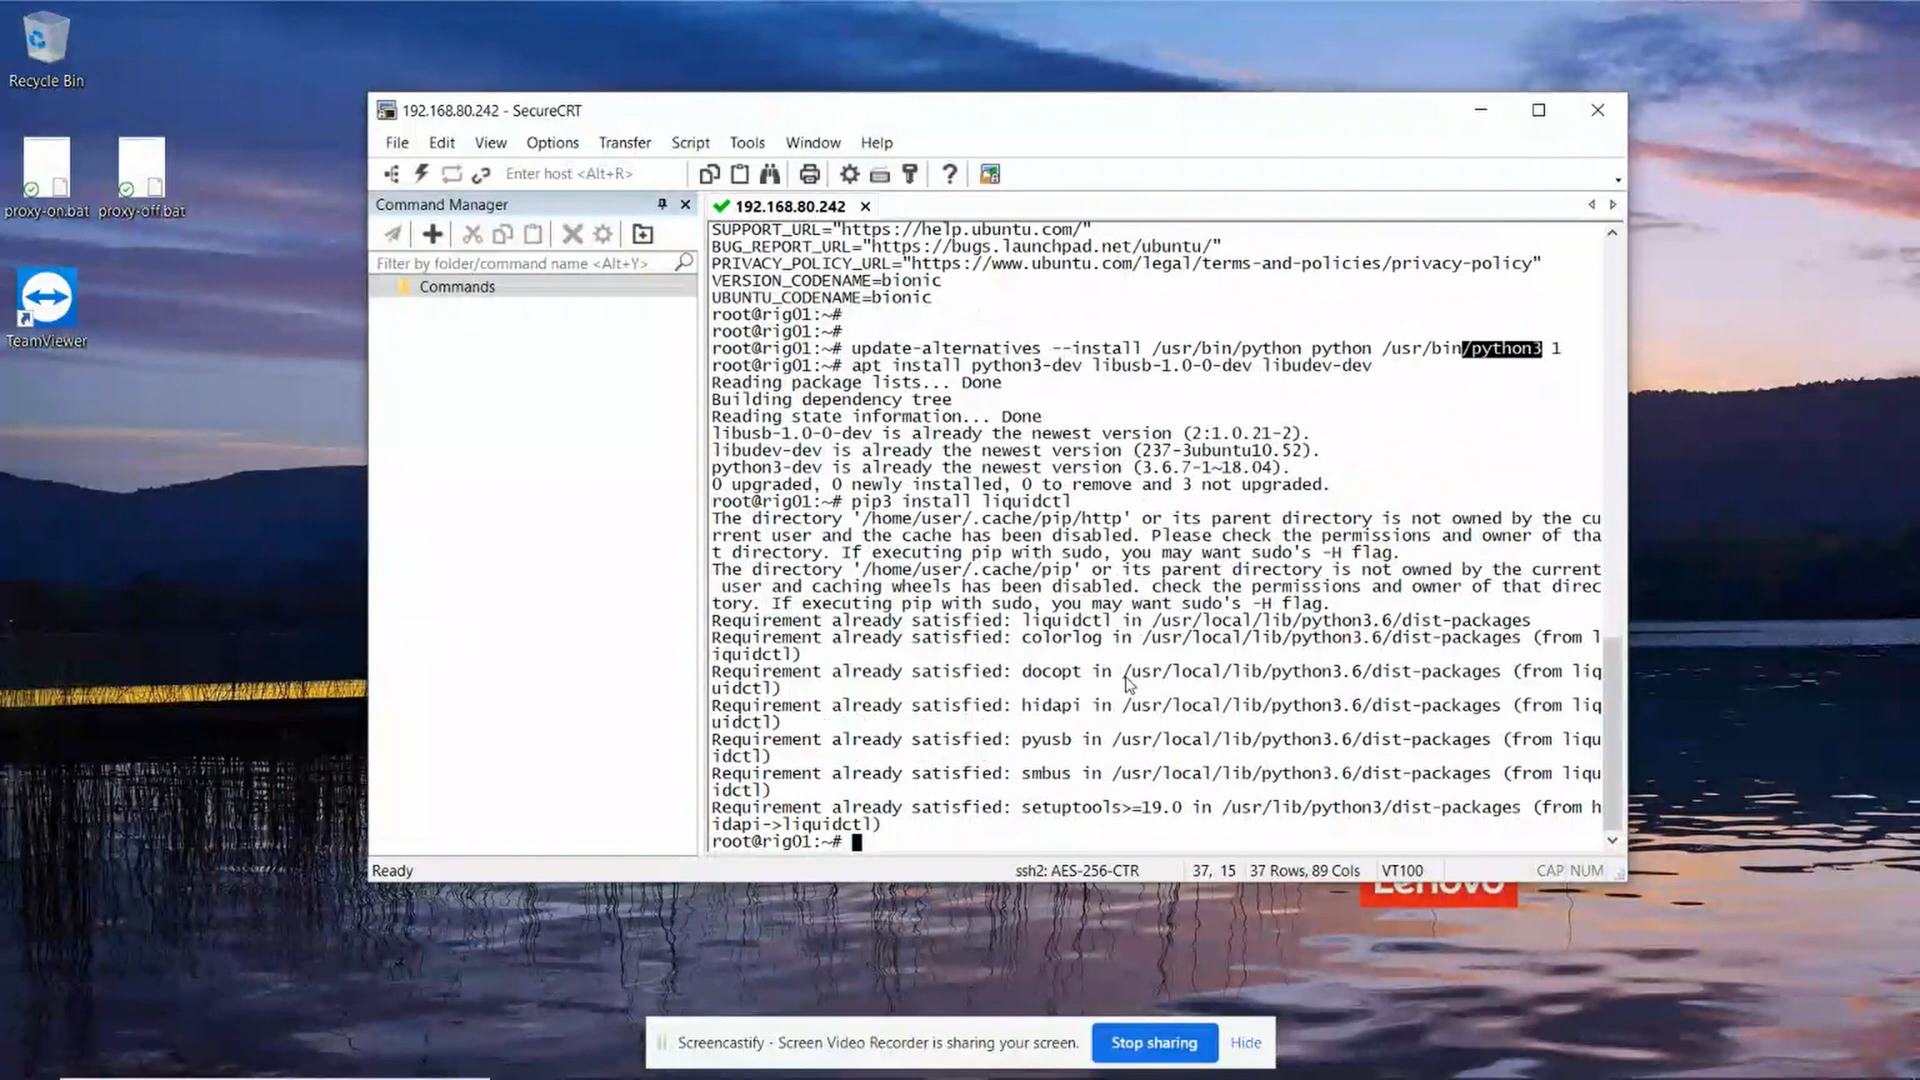 Recycle Bin
proxy-on.bat
proxy-off.bat
TeamViewer
192.168.80.242 - SecureCRT
File Edit View Options Transfer Script Tools Window Help
Enter host <Alt+R>
Command Manager
Filter by folder/command name <Alt+Y>
Commands
192.168.80.242
SUPPORT_URL="https://help.ubuntu.com/"
BUG_REPORT_URL="https://bugs.launchpad.net/ubuntu/"
PRIVACY_POLICY_URL="https://www.ubuntu.com/legal/terms-and-policies/privacy-policy"
VERSION_CODENAME=bionic
UBUNTU_CODENAME=bionic
root@rig01:~#
root@rig01:~#
root@rig01:~# update-alternatives --install /usr/bin/python python /usr/bin/python3 1
root@rig01:~# apt install python3-dev libusb-1.0-0-dev libudev-dev
Reading package lists... Done
Building dependency tree
Reading state information... Done
libusb-1.0-0-dev is already the newest version (2:1.0.21-2).
libudev-dev is already the newest version (237-3ubuntu10.52).
python3-dev is already the newest version (3.6.7-1~18.04).
0 upgraded, 0 newly installed, 0 to remove and 3 not upgraded.
root@rig01:~# pip3 install liquidctl
The directory '/home/user/.cache/pip/http' or its parent directory is not owned by the cu
rrent user and the cache has been disabled. Please check the permissions and owner of tha
t directory. If executing pip with sudo, you may want sudo's -H flag.
The directory '/home/user/.cache/pip' or its parent directory is not owned by the current
user and caching wheels has been disabled. check the permissions and owner of that direc
tory. If executing pip with sudo, you may want sudo's -H flag.
Requirement already satisfied: liquidctl in /usr/local/lib/python3.6/dist-packages
Requirement already satisfied: colorlog in /usr/local/lib/python3.6/dist-packages (from l
iquidctl)
Requirement already satisfied: docopt in /usr/local/lib/python3.6/dist-packages (from liq
uidctl)
Requirement already satisfied: hidapi in /usr/local/lib/python3.6/dist-packages (from liq
uidctl)
Requirement already satisfied: pyusb in /usr/local/lib/python3.6/dist-packages (from liqu
idctl)
Requirement already satisfied: smbus in /usr/local/lib/python3.6/dist-packages (from liqu
idctl)
Requirement already satisfied: setuptools>=19.0 in /usr/lib/python3/dist-packages (from h
idapi->liquidctl)
root@rig01:~#
Ready ssh2: AES-256-CTR 37, 15 37 Rows, 89 Cols VT100 CAP NUM
Lenovo
Screencastify - Screen Video Recorder is sharing your screen. Stop sharing Hide